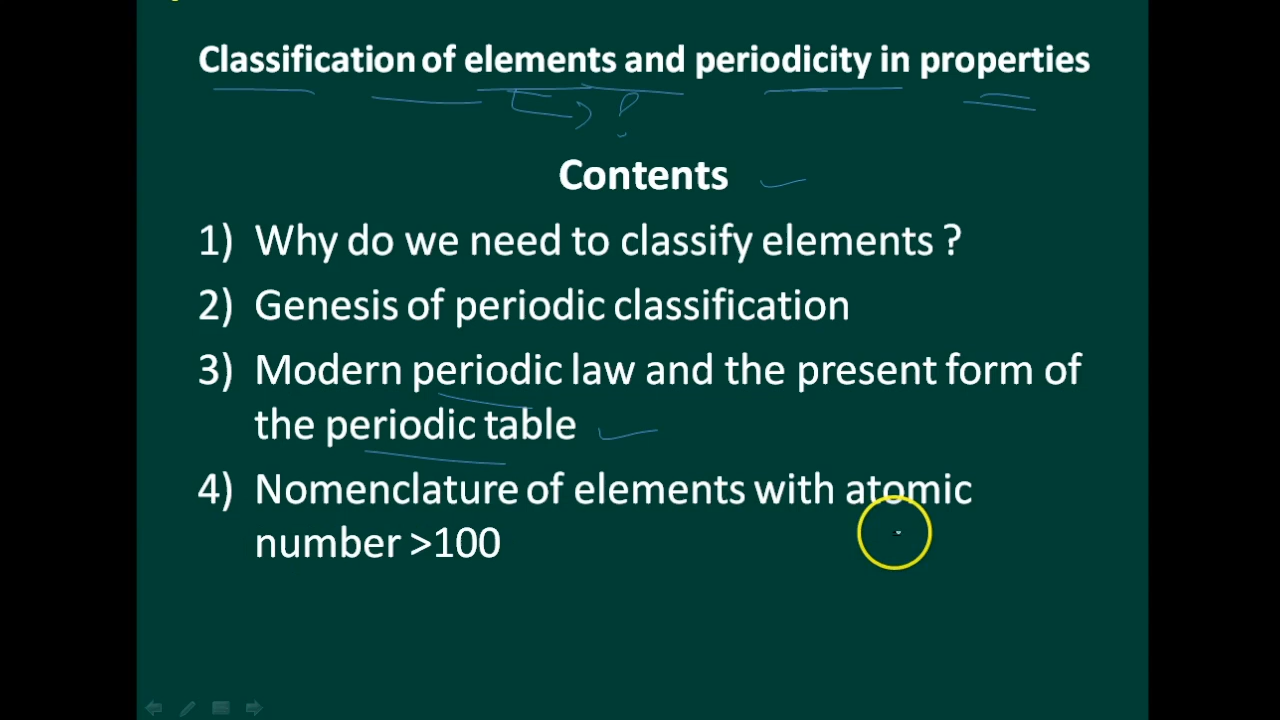 Classification of elements and periodicity in properties
?
Contents
1) Why do we need to classify elements ?
2) Genesis of periodic classification
3) Modern periodic law and the present form of
the periodic table
4) Nomenclature of elements with atomic
number >100